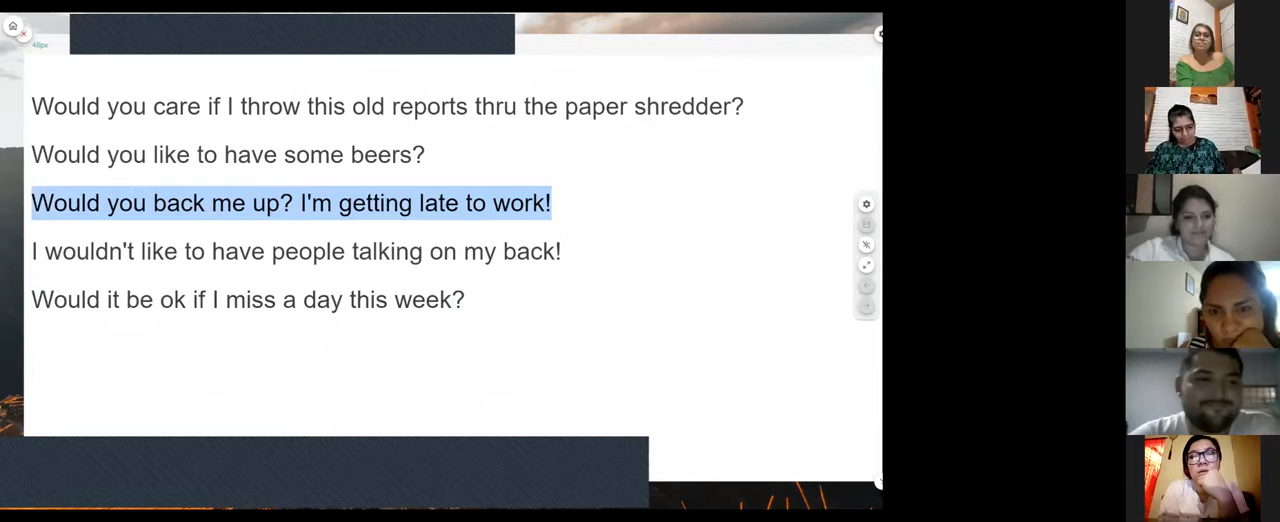 40px
Would you care if I throw this old reports thru the paper shredder?
Would you like to have some beers?
Would you back me up? I'm getting late to work!
I wouldn't like to have people talking on my back!
Would it be ok if I miss a day this week?